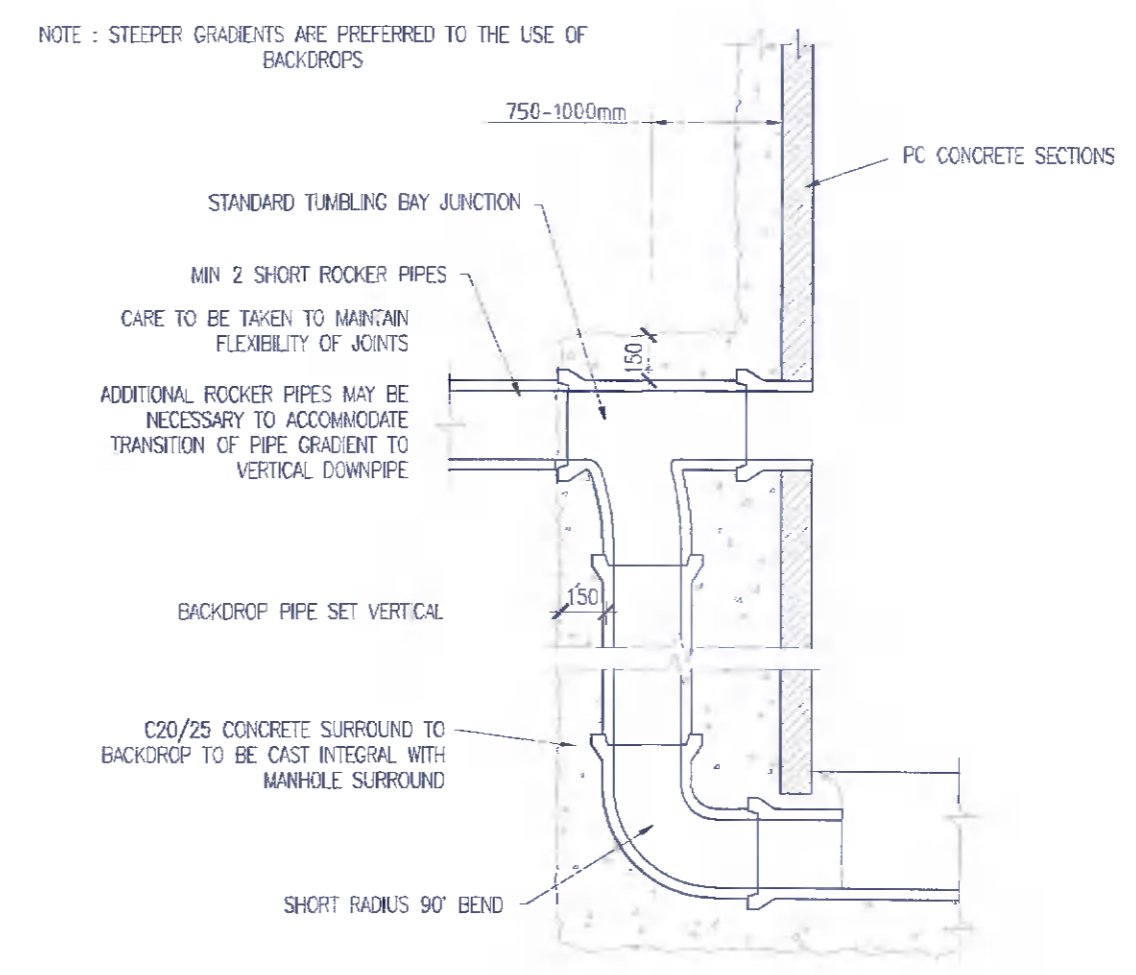 NOTE : STEEPER GRADIENTS ARE PREFERRED TO THE USE OF
BACKDROPS
750-1000mm
PC CONCRETE SECTIONS
STANDARD TUMBLING BAY JUNCTION
MIN 2 SHORT ROCKER PIPES
CARE TO BE TAKEN TO MAINTAIN
FLEXIBILITY OF JOINTS
150
ADDITIONAL ROCKER PIPES MAY BE
NECESSARY TO ACCOMMODATE
TRANSITION OF PIPE GRADIENT TO
VERTICAL DOWNPIPE
BACKDROP PIPE SET VERTICAL
150
C20/25 CONCRETE SURROUND TO
BACKDROP TO BE CAST INTEGRAL WITH
MANHOLE SURROUND
SHORT RADIUS 90° BEND